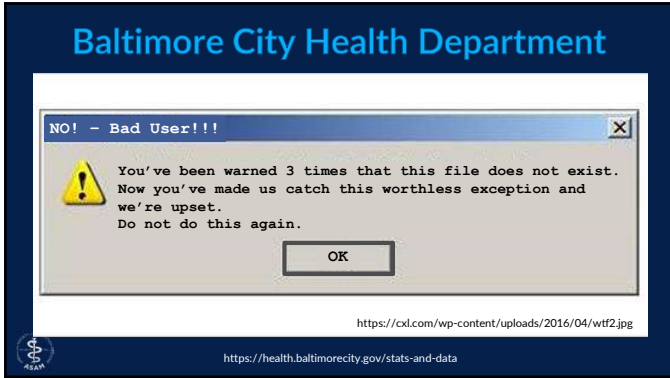 Baltimore City Health Department
NO! – Bad User!!!
You've been warned 3 times that this file does not exist.
Now you've made us catch this worthless exception and
we're upset.
Do not do this again.
OK
https://cxl.com/wp-content/uploads/2016/04/wtf2.jpg
ASAM
https://health.baltimorecity.gov/stats-and-data